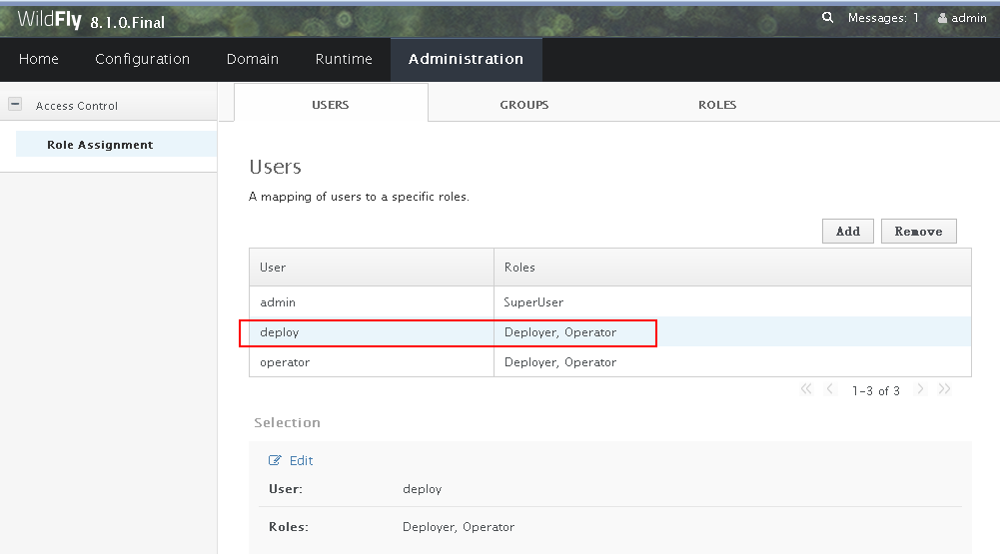 WildFly 8.1.0.Final
Messages: 1 admin
Home Configuration Domain Runtime Administration
Access Control
Role Assignment
USERS GROUPS ROLES
Users
A mapping of users to a specific roles.
Add Remove
User Roles
admin SuperUser
deploy Deployer, Operator
operator Deployer, Operator
« ‹ 1-3 of 3 › »
Selection
Edit
User: deploy
Roles: Deployer, Operator